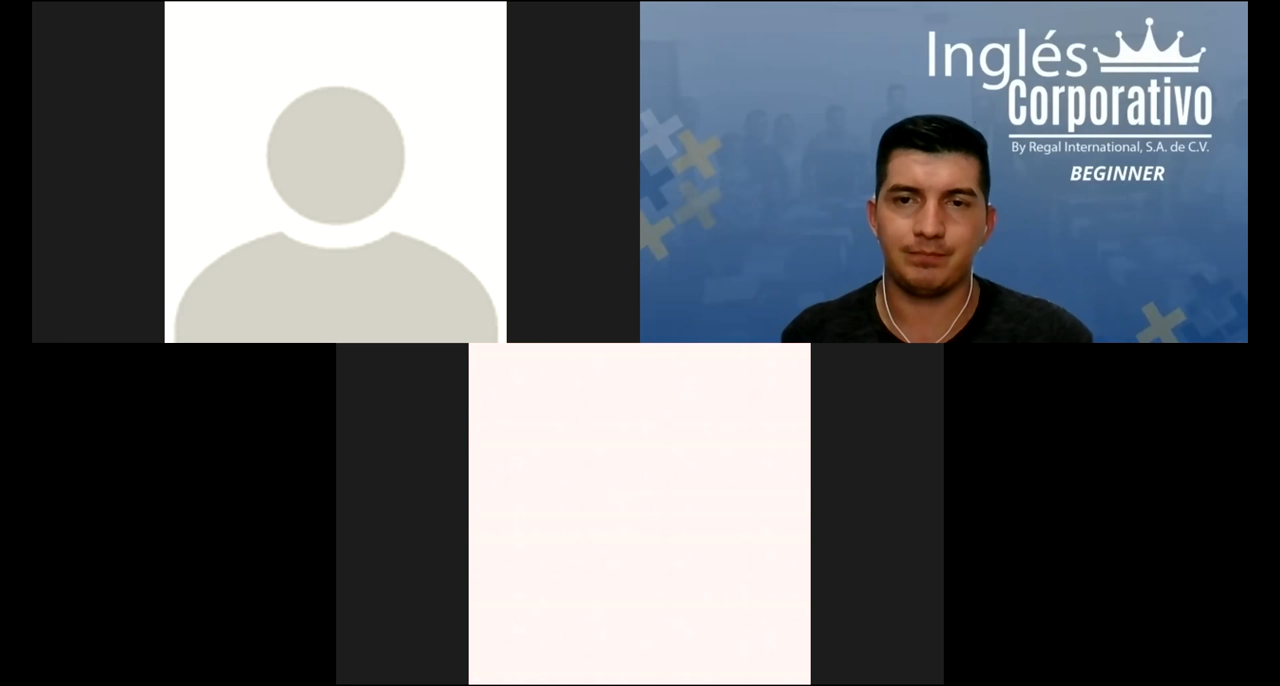 Inglés
Corporativo
By Regal International, S.A. de C.V.
BEGINNER